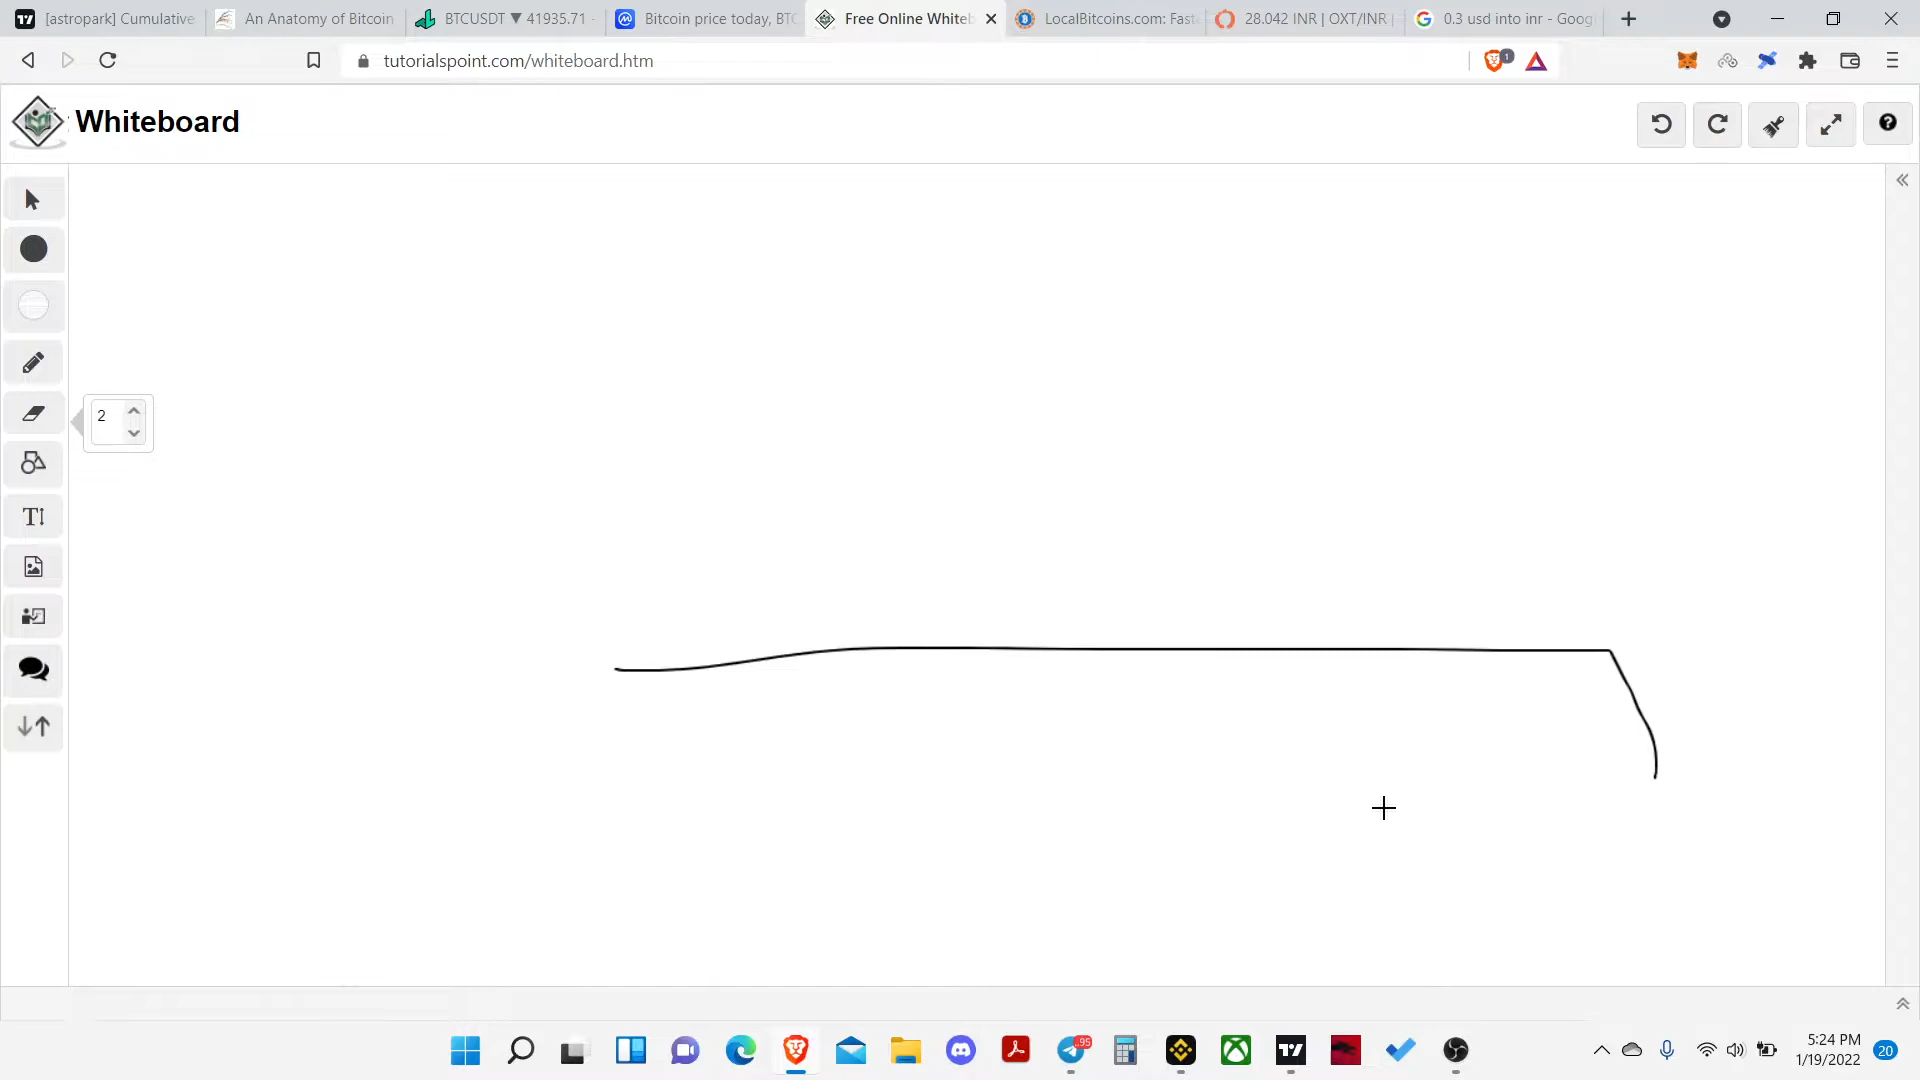 [astropark] Cumulative
An Anatomy of Bitcoin
BTCUSDT ▼ 41935.71 -
Bitcoin price today, BTC
Free Online Whiteb
LocalBitcoins.com: Fast
28.042 INR | OXT/INR |
0.3 usd into inr - Goog
tutorialspoint.com/whiteboard.htm
1
Whiteboard
2
T
95
5:24 PM
1/19/2022
20